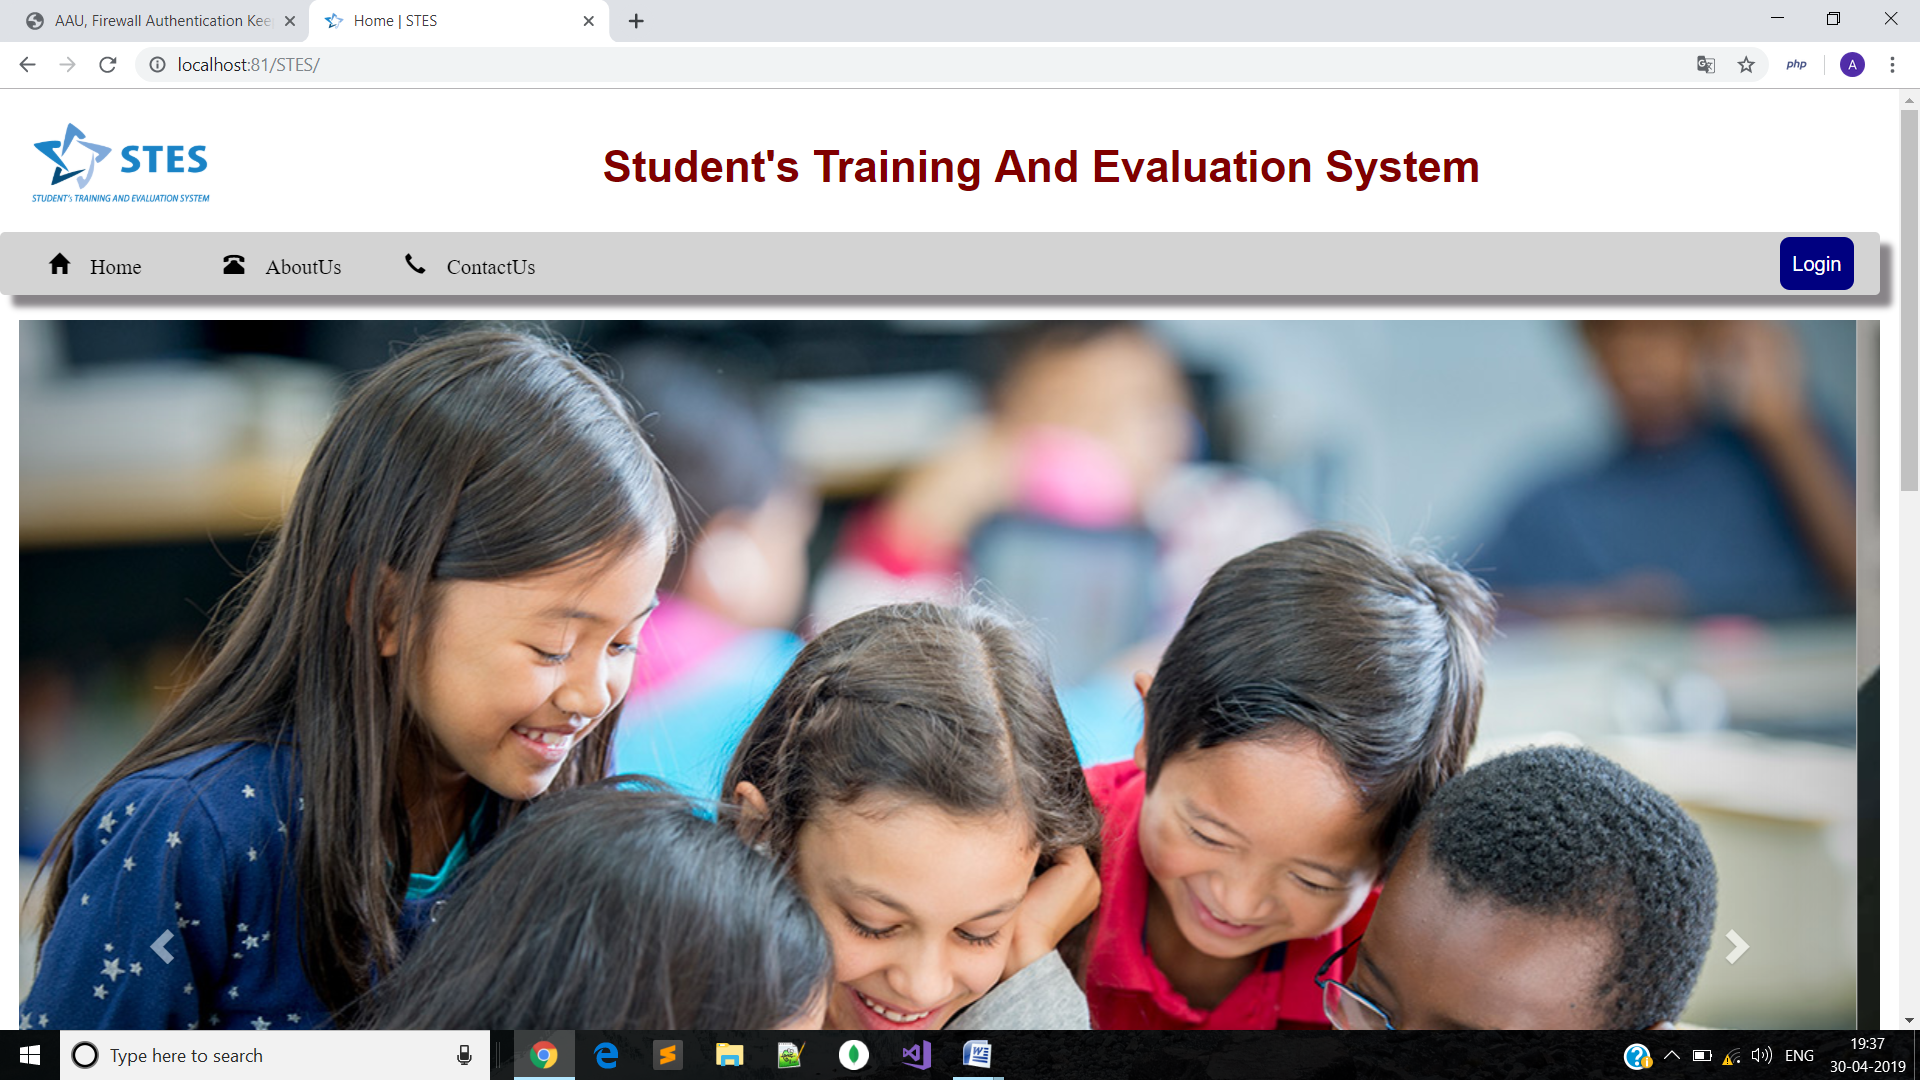 AAU, Firewall Authentication Kee
Home | STES
localhost:81/STES/
php
A
STES
STUDENT's TRAINING AND EVALUATION SYSTEM
Student's Training And Evaluation System
Home
AboutUs
ContactUs
Login
Type here to search
ENG
19:37
30-04-2019